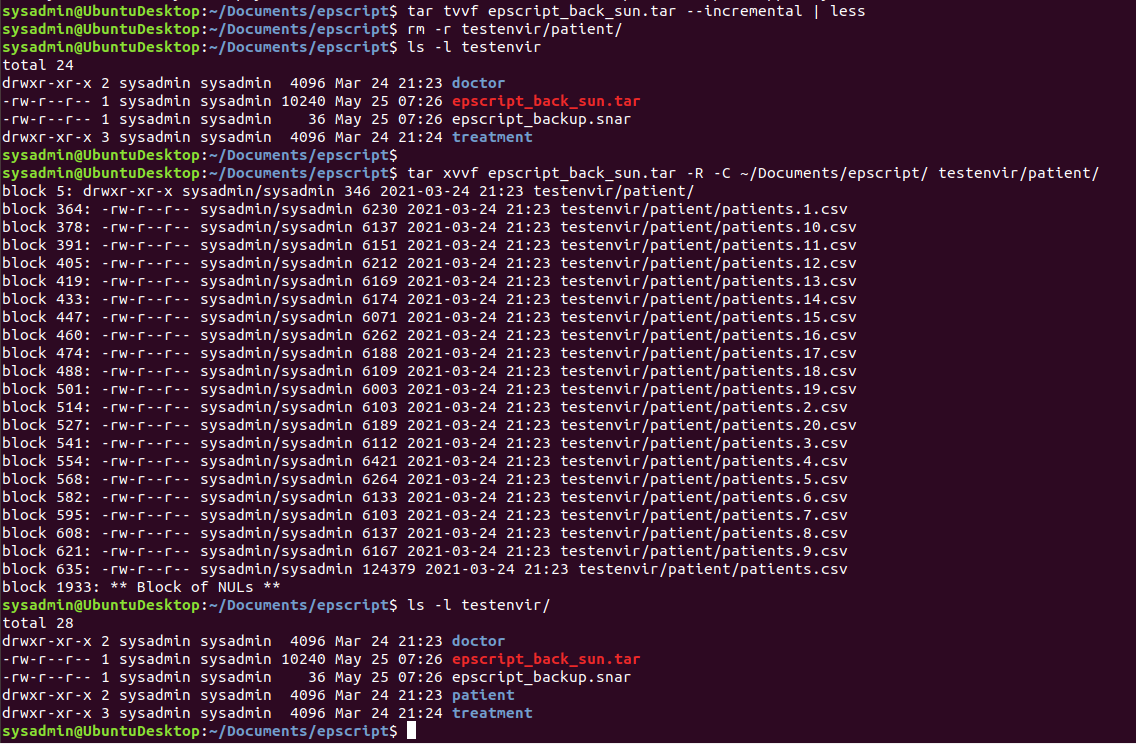 sysadmin@UbuntuDesktop:~/Documents/epscript$ tar tvvf epscript_back_sun.tar --incremental | less
sysadmin@UbuntuDesktop:~/Documents/epscript$ rm -r testenvir/patient/
sysadmin@UbuntuDesktop:~/Documents/epscript$ ls -l testenvir
total 24
drwxr-xr-x 2 sysadmin sysadmin  4096 Mar 24 21:23 doctor
-rw-r--r-- 1 sysadmin sysadmin 10240 May 25 07:26 epscript_back_sun.tar
-rw-r--r-- 1 sysadmin sysadmin    36 May 25 07:26 epscript_backup.snar
drwxr-xr-x 3 sysadmin sysadmin  4096 Mar 24 21:24 treatment
sysadmin@UbuntuDesktop:~/Documents/epscript$
sysadmin@UbuntuDesktop:~/Documents/epscript$ tar xvvf epscript_back_sun.tar -R -C ~/Documents/epscript/ testenvir/patient/
block 5: drwxr-xr-x sysadmin/sysadmin 346 2021-03-24 21:23 testenvir/patient/
block 364: -rw-r--r-- sysadmin/sysadmin 6230 2021-03-24 21:23 testenvir/patient/patients.1.csv
block 378: -rw-r--r-- sysadmin/sysadmin 6137 2021-03-24 21:23 testenvir/patient/patients.10.csv
block 391: -rw-r--r-- sysadmin/sysadmin 6151 2021-03-24 21:23 testenvir/patient/patients.11.csv
block 405: -rw-r--r-- sysadmin/sysadmin 6212 2021-03-24 21:23 testenvir/patient/patients.12.csv
block 419: -rw-r--r-- sysadmin/sysadmin 6169 2021-03-24 21:23 testenvir/patient/patients.13.csv
block 433: -rw-r--r-- sysadmin/sysadmin 6174 2021-03-24 21:23 testenvir/patient/patients.14.csv
block 447: -rw-r--r-- sysadmin/sysadmin 6071 2021-03-24 21:23 testenvir/patient/patients.15.csv
block 460: -rw-r--r-- sysadmin/sysadmin 6262 2021-03-24 21:23 testenvir/patient/patients.16.csv
block 474: -rw-r--r-- sysadmin/sysadmin 6188 2021-03-24 21:23 testenvir/patient/patients.17.csv
block 488: -rw-r--r-- sysadmin/sysadmin 6109 2021-03-24 21:23 testenvir/patient/patients.18.csv
block 501: -rw-r--r-- sysadmin/sysadmin 6003 2021-03-24 21:23 testenvir/patient/patients.19.csv
block 514: -rw-r--r-- sysadmin/sysadmin 6103 2021-03-24 21:23 testenvir/patient/patients.2.csv
block 527: -rw-r--r-- sysadmin/sysadmin 6189 2021-03-24 21:23 testenvir/patient/patients.20.csv
block 541: -rw-r--r-- sysadmin/sysadmin 6112 2021-03-24 21:23 testenvir/patient/patients.3.csv
block 554: -rw-r--r-- sysadmin/sysadmin 6421 2021-03-24 21:23 testenvir/patient/patients.4.csv
block 568: -rw-r--r-- sysadmin/sysadmin 6264 2021-03-24 21:23 testenvir/patient/patients.5.csv
block 582: -rw-r--r-- sysadmin/sysadmin 6133 2021-03-24 21:23 testenvir/patient/patients.6.csv
block 595: -rw-r--r-- sysadmin/sysadmin 6103 2021-03-24 21:23 testenvir/patient/patients.7.csv
block 608: -rw-r--r-- sysadmin/sysadmin 6137 2021-03-24 21:23 testenvir/patient/patients.8.csv
block 621: -rw-r--r-- sysadmin/sysadmin 6167 2021-03-24 21:23 testenvir/patient/patients.9.csv
block 635: -rw-r--r-- sysadmin/sysadmin 124379 2021-03-24 21:23 testenvir/patient/patients.csv
block 1933: ** Block of NULs **
sysadmin@UbuntuDesktop:~/Documents/epscript$ ls -l testenvir/
total 28
drwxr-xr-x 2 sysadmin sysadmin  4096 Mar 24 21:23 doctor
-rw-r--r-- 1 sysadmin sysadmin 10240 May 25 07:26 epscript_back_sun.tar
-rw-r--r-- 1 sysadmin sysadmin    36 May 25 07:26 epscript_backup.snar
drwxr-xr-x 2 sysadmin sysadmin  4096 Mar 24 21:23 patient
drwxr-xr-x 3 sysadmin sysadmin  4096 Mar 24 21:24 treatment
sysadmin@UbuntuDesktop:~/Documents/epscript$